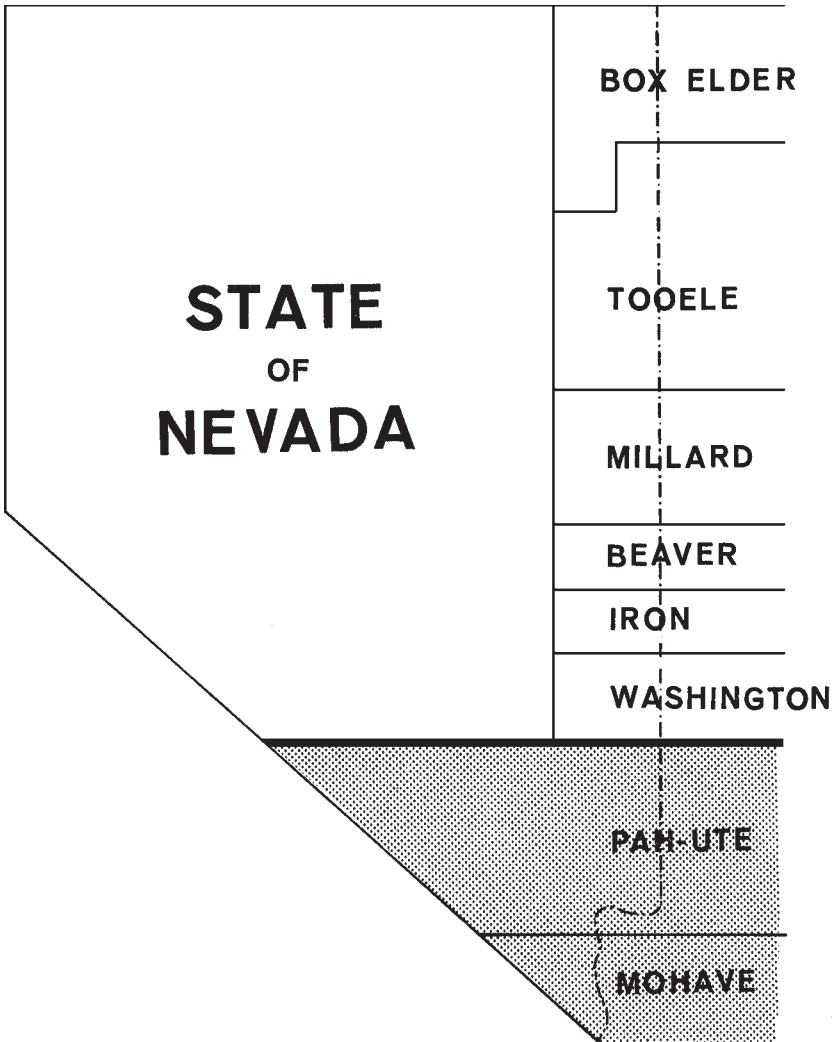 STATE
OF
NEVADA
BOX ELDER
TOOELE
MILLARD
BEAVER
IRON
WASHINGTON
PAH-UTE
MOHAVE